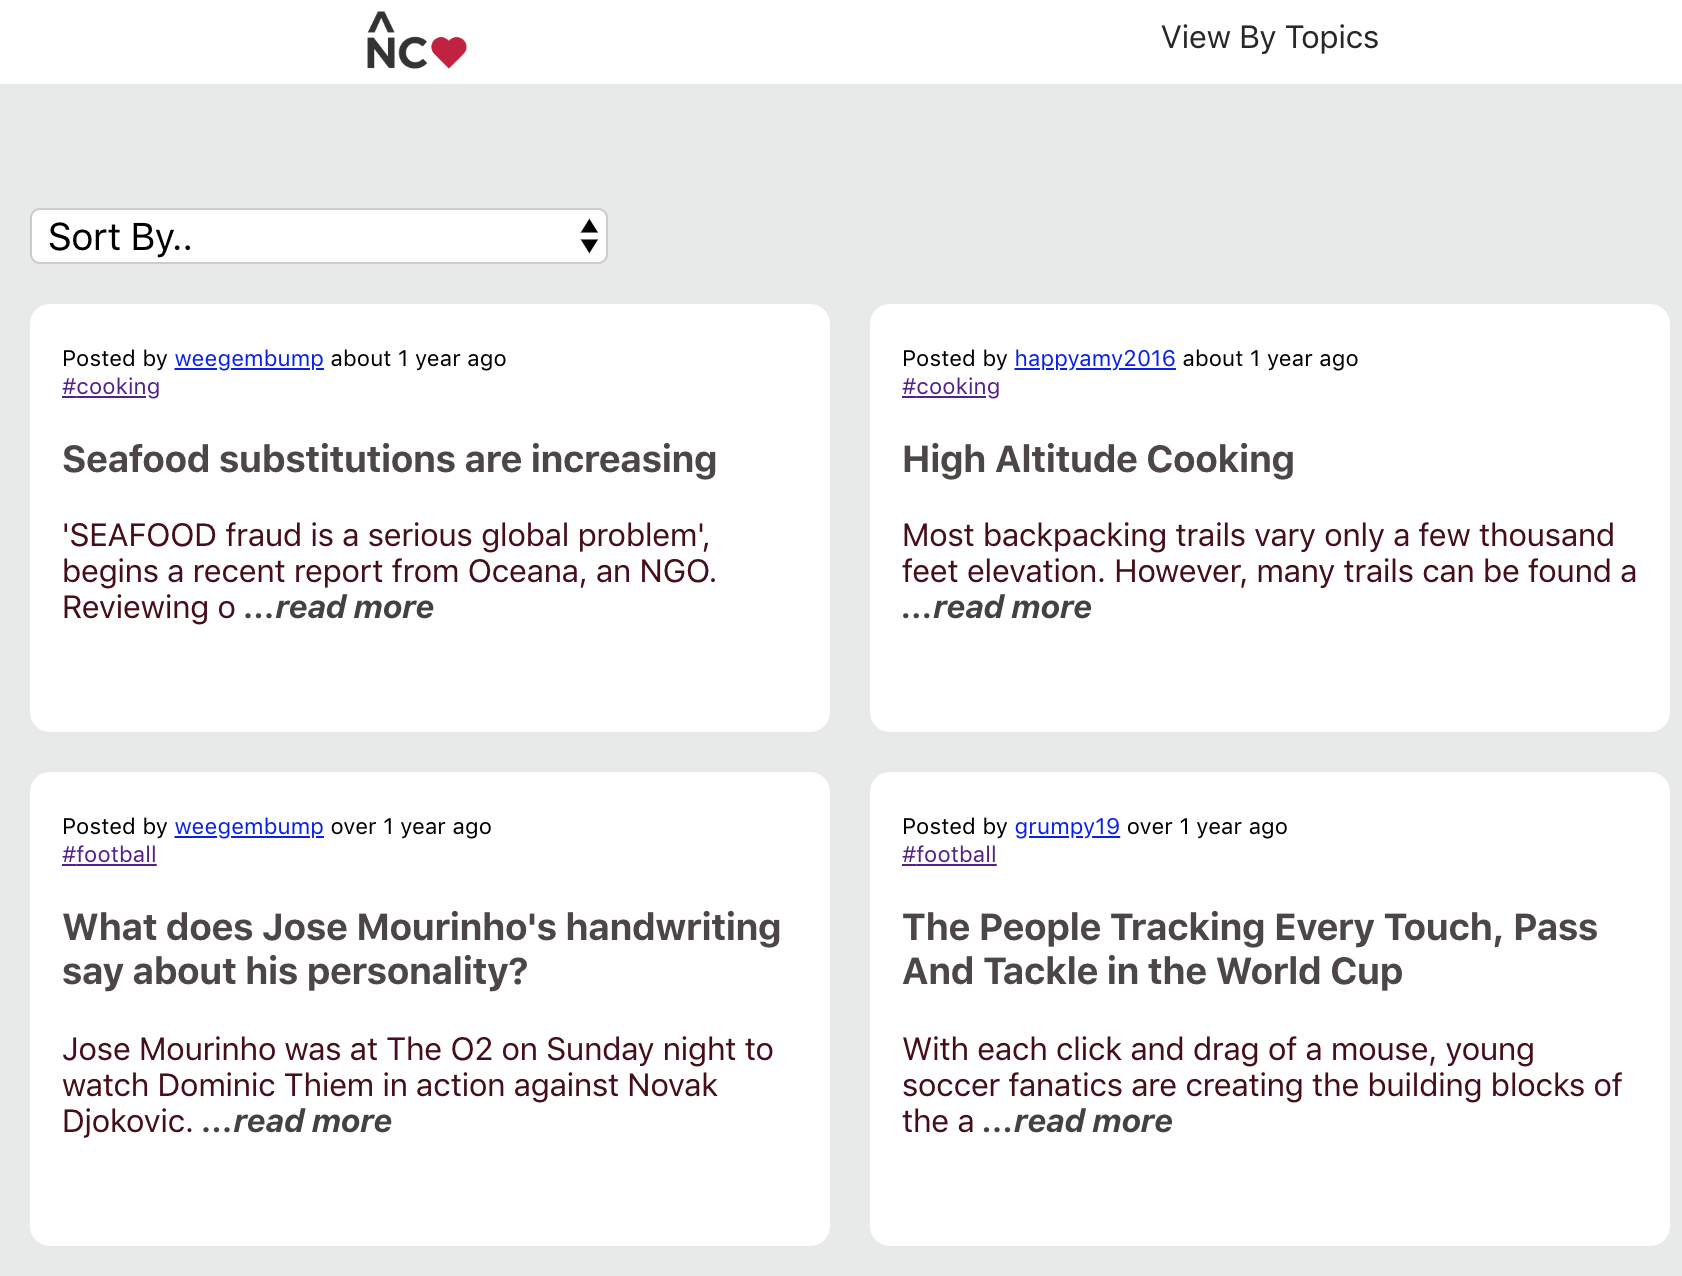 ^
NC
View By Topics
Sort By..
Posted by weegembump about 1 year ago
#cooking
Seafood substitutions are increasing
'SEAFOOD fraud is a serious global problem',
begins a recent report from Oceana, an NGO.
Reviewing o ...read more
Posted by happyamy2016 about 1 year ago
#cooking
High Altitude Cooking
Most backpacking trails vary only a few thousand
feet elevation. However, many trails can be found a
...read more
Posted by weegembump over 1 year ago
#football
What does Jose Mourinho's handwriting
say about his personality?
Jose Mourinho was at The O2 on Sunday night to
watch Dominic Thiem in action against Novak
Djokovic. ...read more
Posted by grumpy19 over 1 year ago
#football
The People Tracking Every Touch, Pass
And Tackle in the World Cup
With each click and drag of a mouse, young
soccer fanatics are creating the building blocks of
the a ...read more